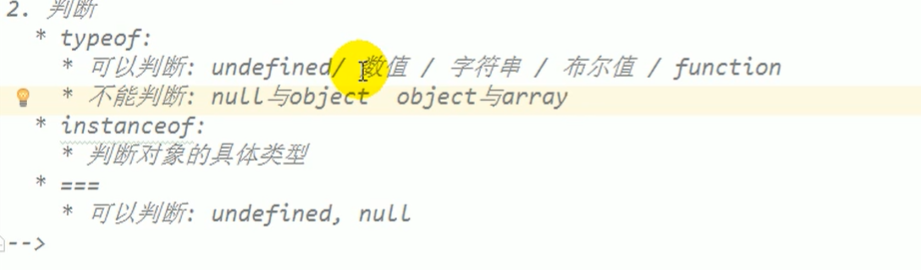 2. 判断
* typeof:
* 可以判断: undefined/ 数值 / 字符串 / 布尔值 / function
* 不能判断: null与object object与array
* instanceof:
* 判断对象的具体类型
* ===
* 可以判断: undefined, null
-->